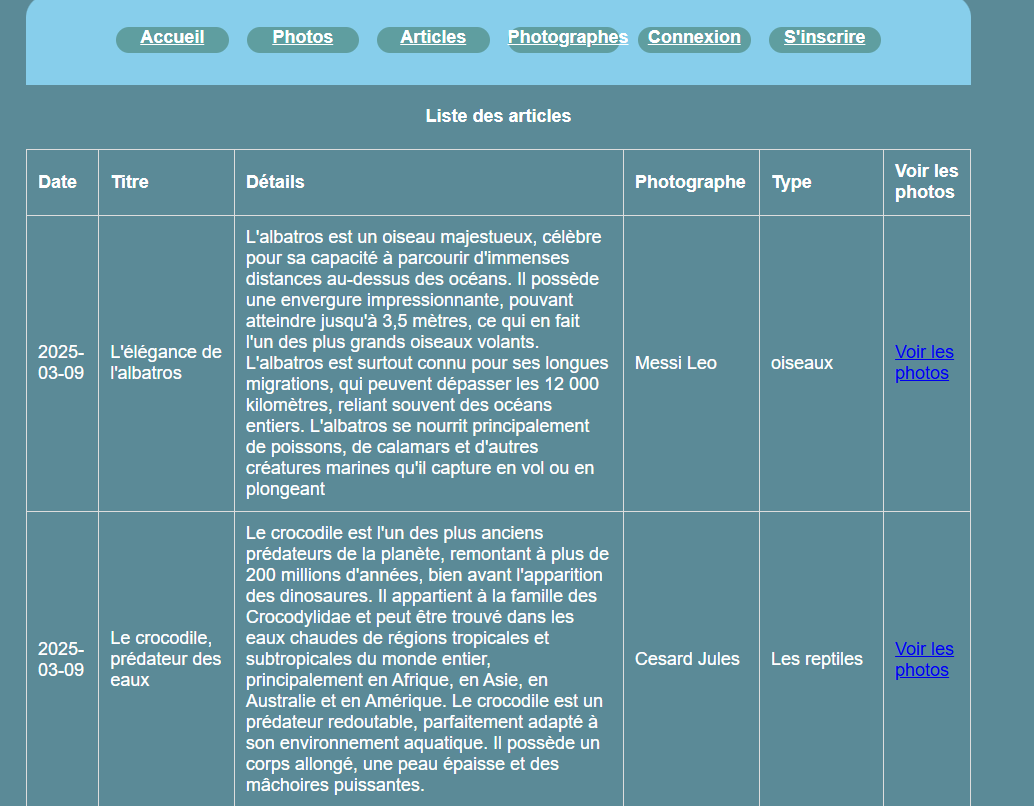 Accueil Photos Articles Photographes Connexion S'inscrire
Liste des articles
Date Titre Détails Photographe Type Voir les
photos
L'albatros est un oiseau majestueux, célèbre
pour sa capacité à parcourir d'immenses
distances au-dessus des océans. Il possède
une envergure impressionnante, pouvant
atteindre jusqu'à 3,5 mètres, ce qui en fait
l'un des plus grands oiseaux volants.
L'albatros est surtout connu pour ses longues
migrations, qui peuvent dépasser les 12 000
kilomètres, reliant souvent des océans
entiers. L'albatros se nourrit principalement
de poissons, de calamars et d'autres
créatures marines qu'il capture en vol ou en
plongeant
2025-
03-09
L'élégance de
l'albatros
Messi Leo
oiseaux
Voir les
photos
Le crocodile est l'un des plus anciens
prédateurs de la planète, remontant à plus de
200 millions d'années, bien avant l'apparition
des dinosaures. Il appartient à la famille des
Crocodylidae et peut être trouvé dans les
eaux chaudes de régions tropicales et
subtropicales du monde entier,
principalement en Afrique, en Asie, en
Australie et en Amérique. Le crocodile est un
prédateur redoutable, parfaitement adapté à
son environnement aquatique. Il possède un
corps allongé, une peau épaisse et des
mâchoires puissantes.
2025-
03-09
Le crocodile,
prédateur des
eaux
Cesard Jules
Les reptiles
Voir les
photos